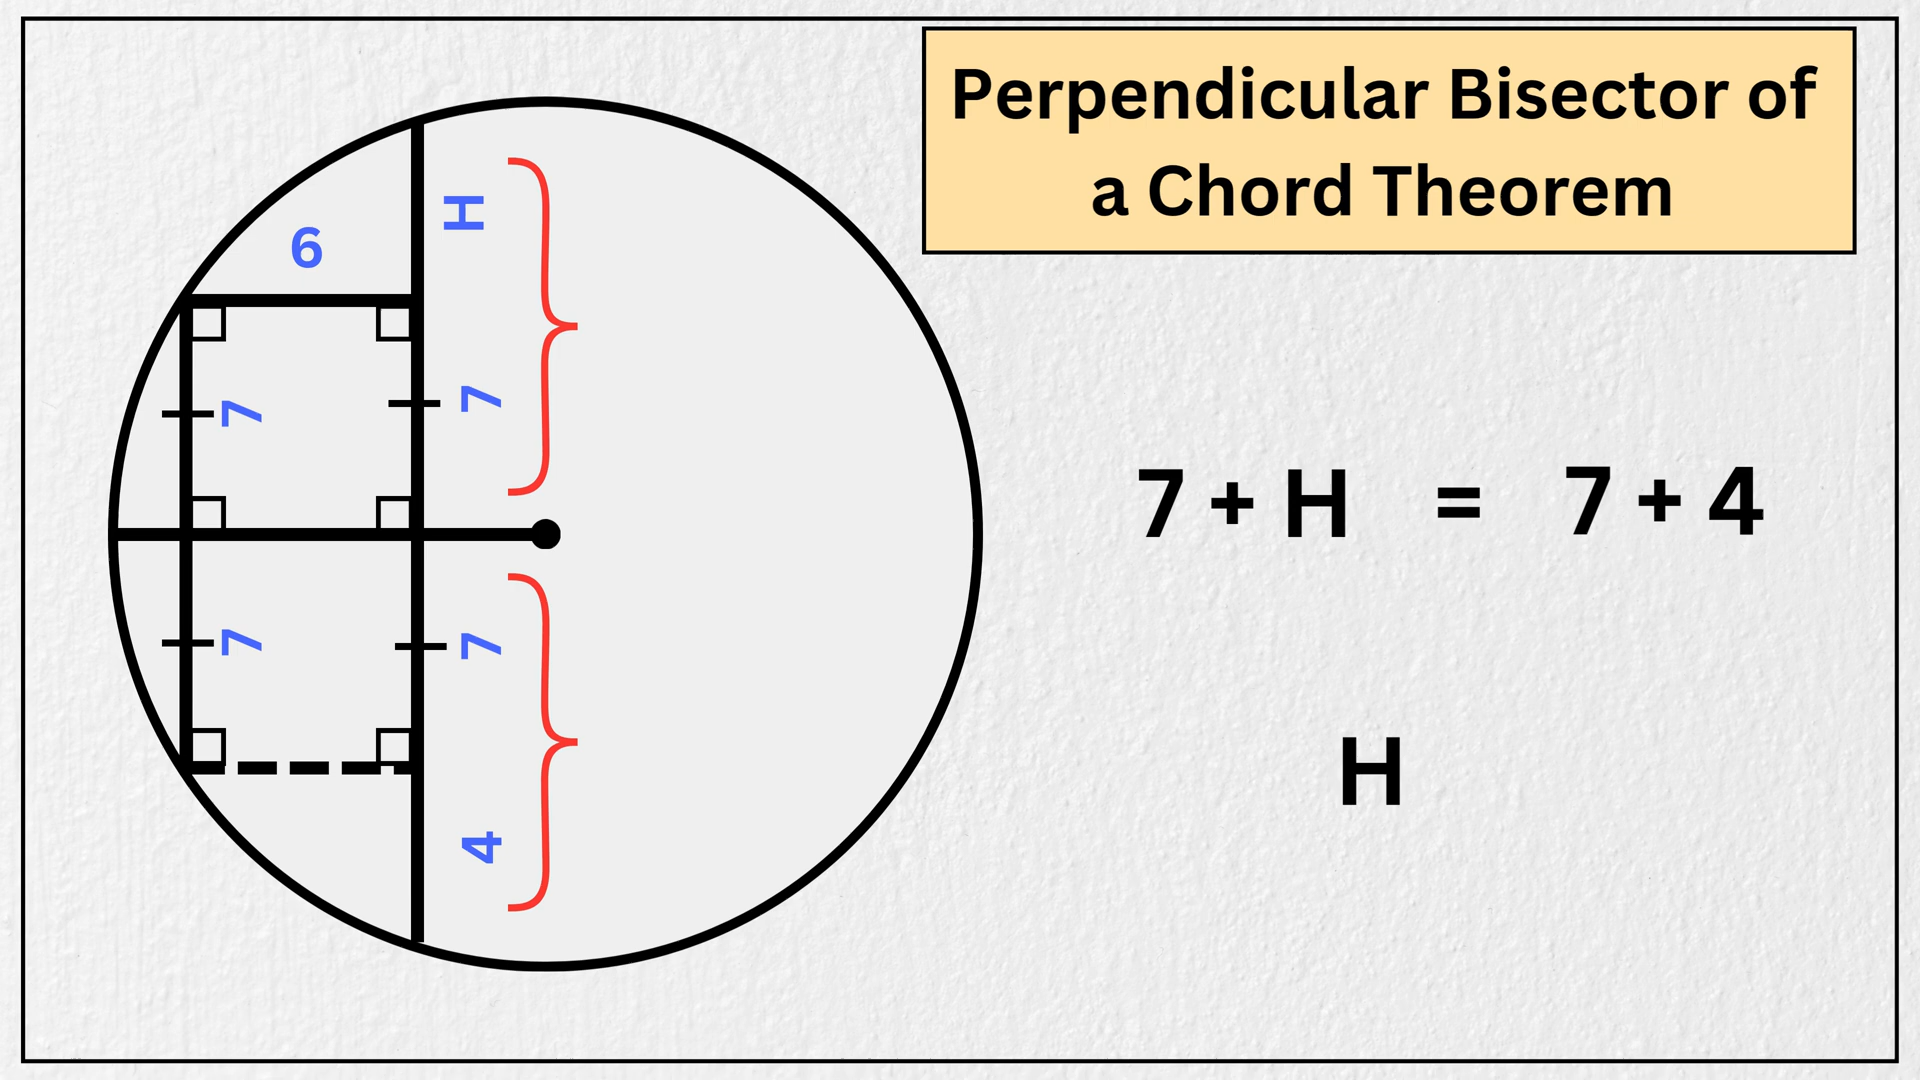 Perpendicular Bisector of
a Chord Theorem
H
6
7
7
7 + H = 7 + 4
7
7
H
4